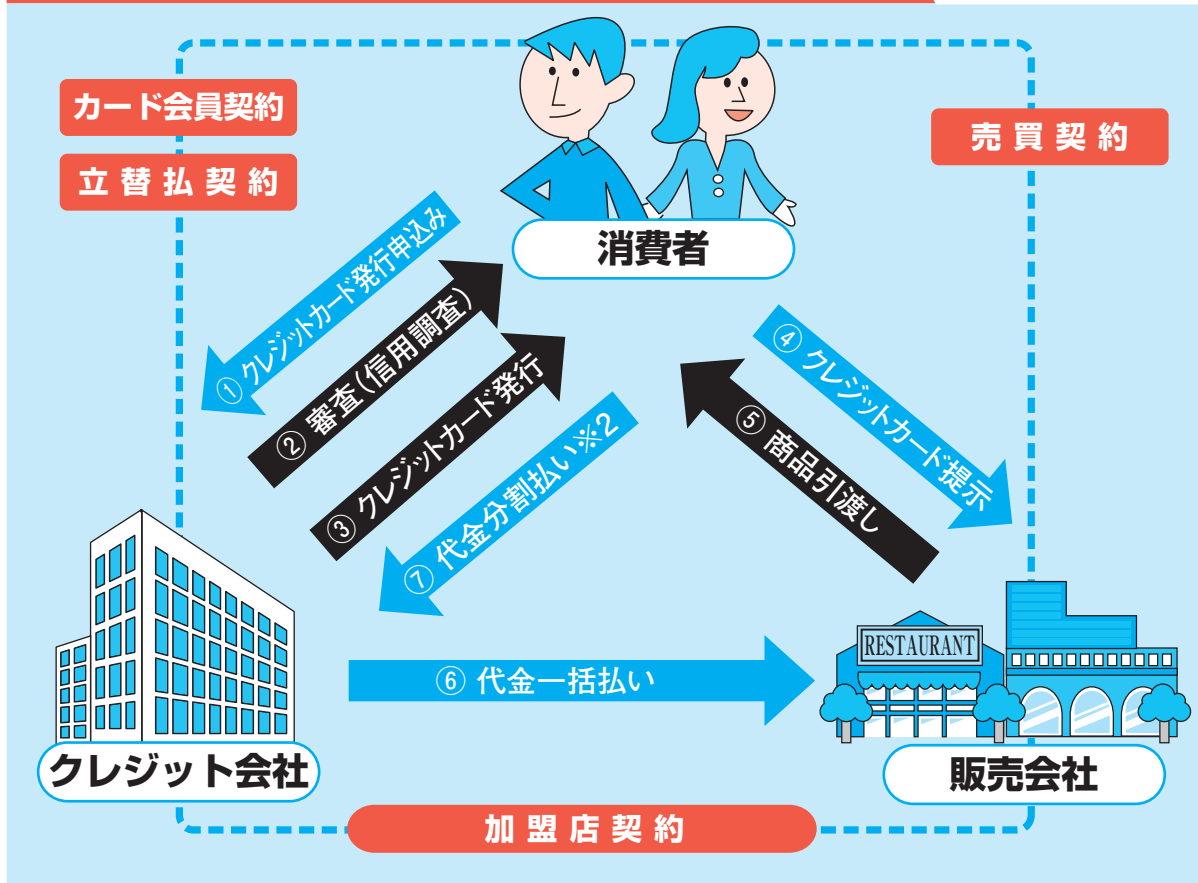 カード会員契約
立替払契約
売買契約
消費者
① クレジットカード発行申込み
② 審査（信用調査）
③ クレジットカード発行
④ クレジットカード提示
⑤ 商品引渡し
⑦ 代金分割払い※2
⑥ 代金一括払い
RESTAURANT
クレジット会社
販売会社
加盟店契約